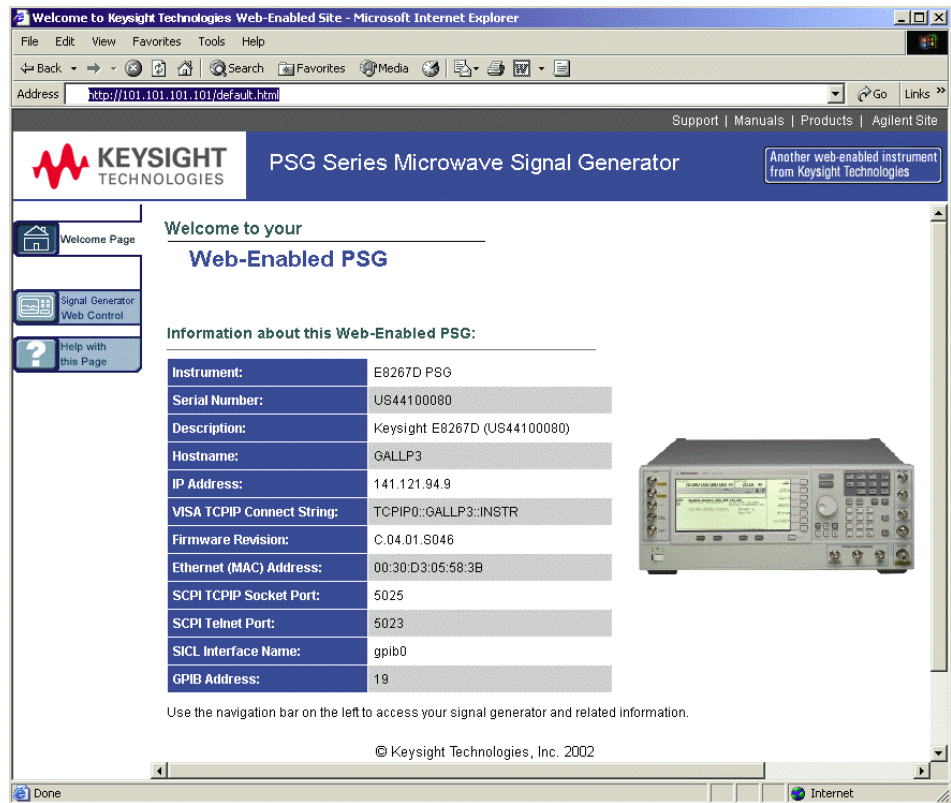 Welcome to Keysight Technologies Web-Enabled Site - Microsoft Internet Explorer
File Edit View Favorites Tools Help
Back Search Favorites Media
Address http://101.101.101.101/default.html Go Links »
Support | Manuals | Products | Agilent Site
KEYSIGHT
TECHNOLOGIES
PSG Series Microwave Signal Generator
Another web-enabled instrument
from Keysight Technologies
Welcome Page
Signal Generator
Web Control
Help with
this Page
Welcome to your
Web-Enabled PSG
Information about this Web-Enabled PSG:
Instrument: E8267D PSG
Serial Number: US44100080
Description: Keysight E8267D (US44100080)
Hostname: GALLP3
IP Address: 141.121.94.9
VISA TCPIP Connect String: TCPIP0::GALLP3::INSTR
Firmware Revision: C.04.01.S046
Ethernet (MAC) Address: 00:30:D3:05:58:3B
SCPI TCPIP Socket Port: 5025
SCPI Telnet Port: 5023
SICL Interface Name: gpib0
GPIB Address: 19
Use the navigation bar on the left to access your signal generator and related information.
© Keysight Technologies, Inc. 2002
Done Internet